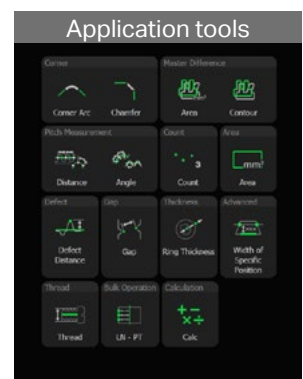 Application tools
Corner
Master Difference
Corner Arc
Chamfer
Area
Contour
Pitch Measurement
Count
Area
3
mm²
Distance
Angle
Count
Area
Defect
Gap
Thickness
Advanced
Defect
Distance
Gap
Ring Thickness
Width of
Specific
Position
Thread
Bulk Operation
Calculation
Thread
LN - PT
Calc